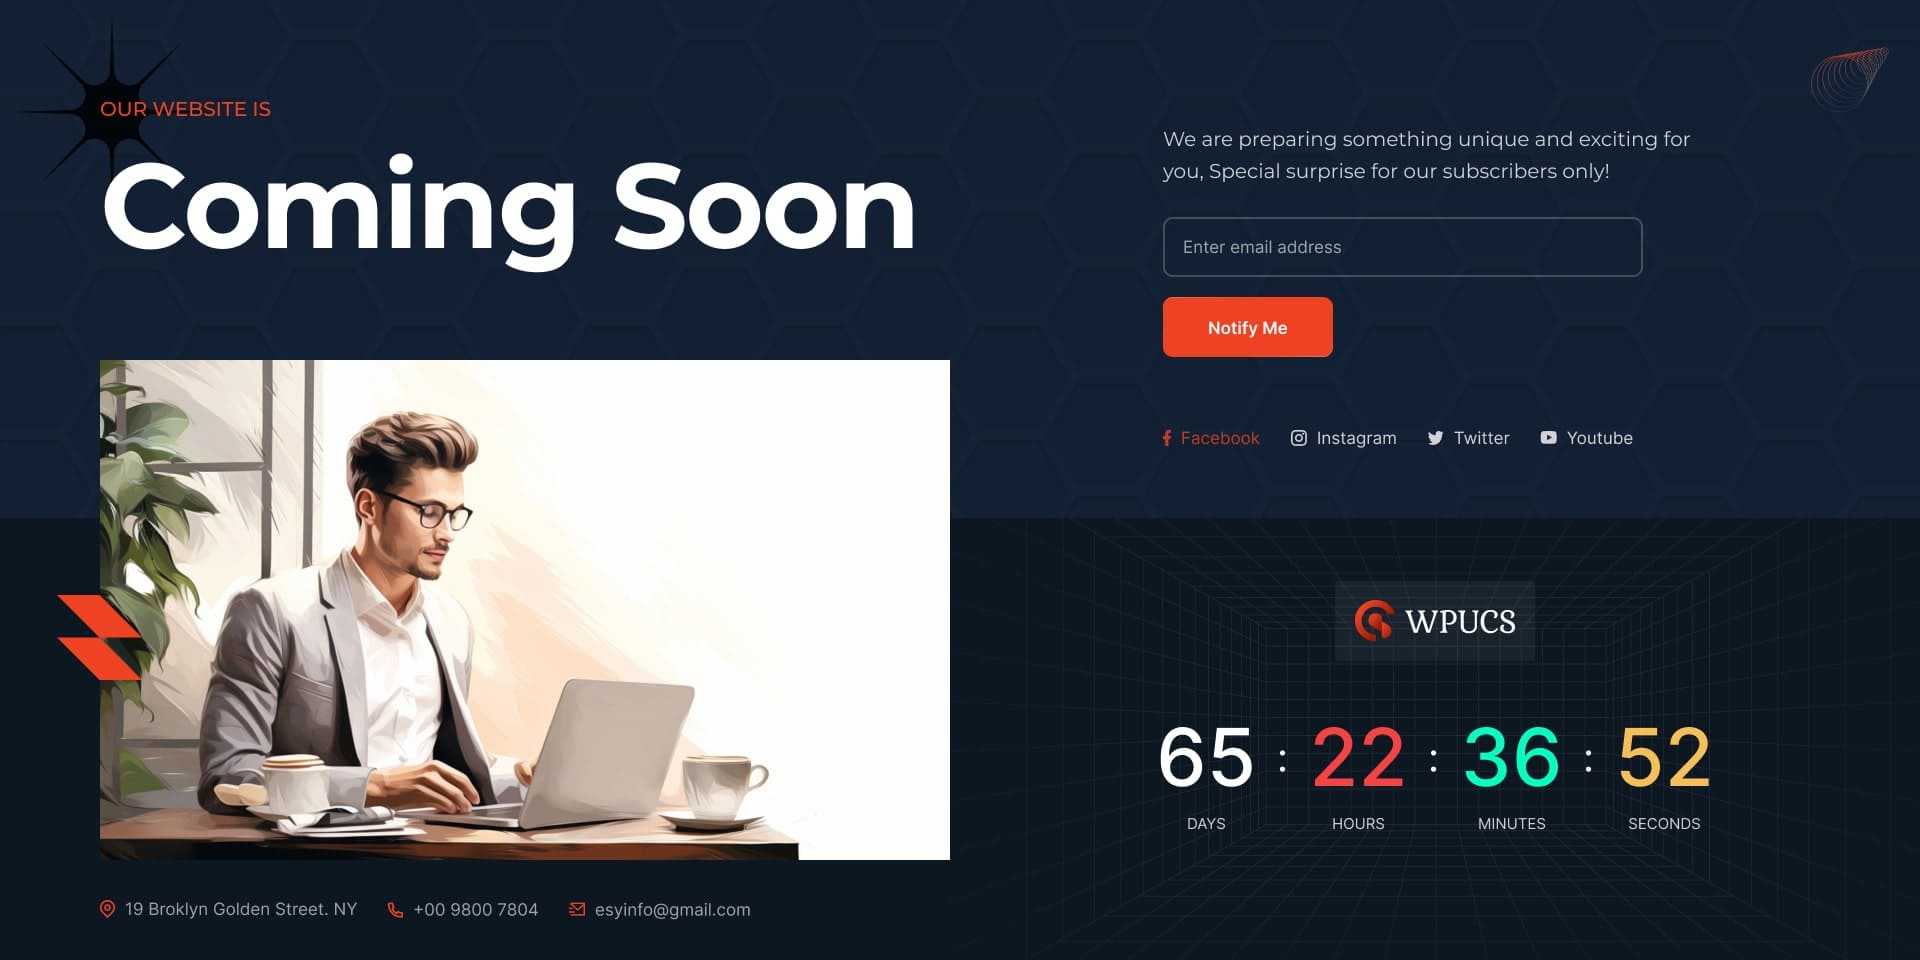 OUR WEBSITE IS
Coming Soon
We are preparing something unique and exciting for
you, Special surprise for our subscribers only!
Enter email address
Notify Me
Facebook Instagram Twitter Youtube
WPUCS
65 : 22 : 36 : 52
DAYS HOURS MINUTES SECONDS
19 Broklyn Golden Street. NY +00 9800 7804 esyinfo@gmail.com